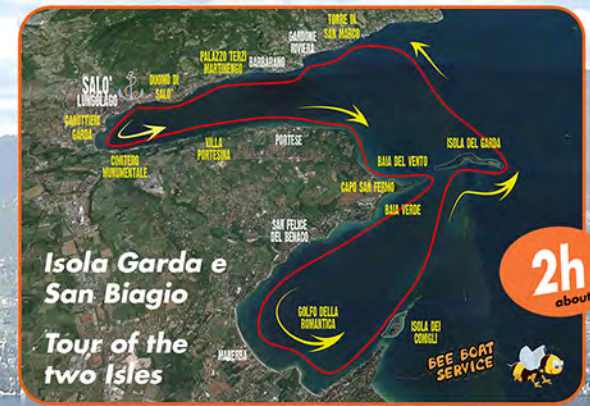 TORRE DI
SAN MARCO
GARDONE
RIVIERA
PALAZZO TERZI
MARTINENGO
BARBARANO
SALO'
LUNGOLAGO
DUOMO DI
SALO'
CANOTTIERI
GARDA
CIMITERO
MUNUMENTALE
VILLA
PORTESINA
PORTESE
BAIA DEL VENTO
ISOLA DEL GARDA
CAPO SAN FERMO
BAIA VERDE
SAN FELICE
DEL BENACO
Isola Garda e
San Biagio
2h
about
GOLFO DELLA
ROMANTICA
ISOLA DEI
CONIGLI
Tour of the
two Isles
MANERBA
BEE BOAT
SERVICE